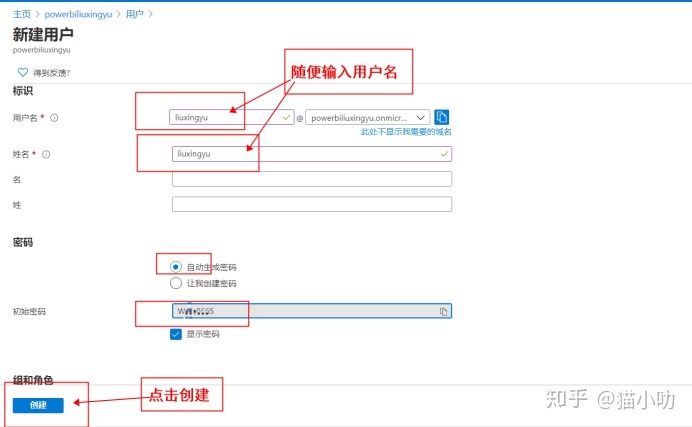 主页 > powerbiliuxingyu > 用户 >
新建用户
powerbiliuxingyu
得到反馈?
标识
随便输入用户名
用户名 * liuxingyu @ powerbiliuxingyu.onmicr...
此处不显示我需要的域名
姓名 * liuxingyu
名
姓
密码
自动生成密码
让我创建密码
初始密码
显示密码
组和角色
点击创建
创建
知乎 @猫小叻